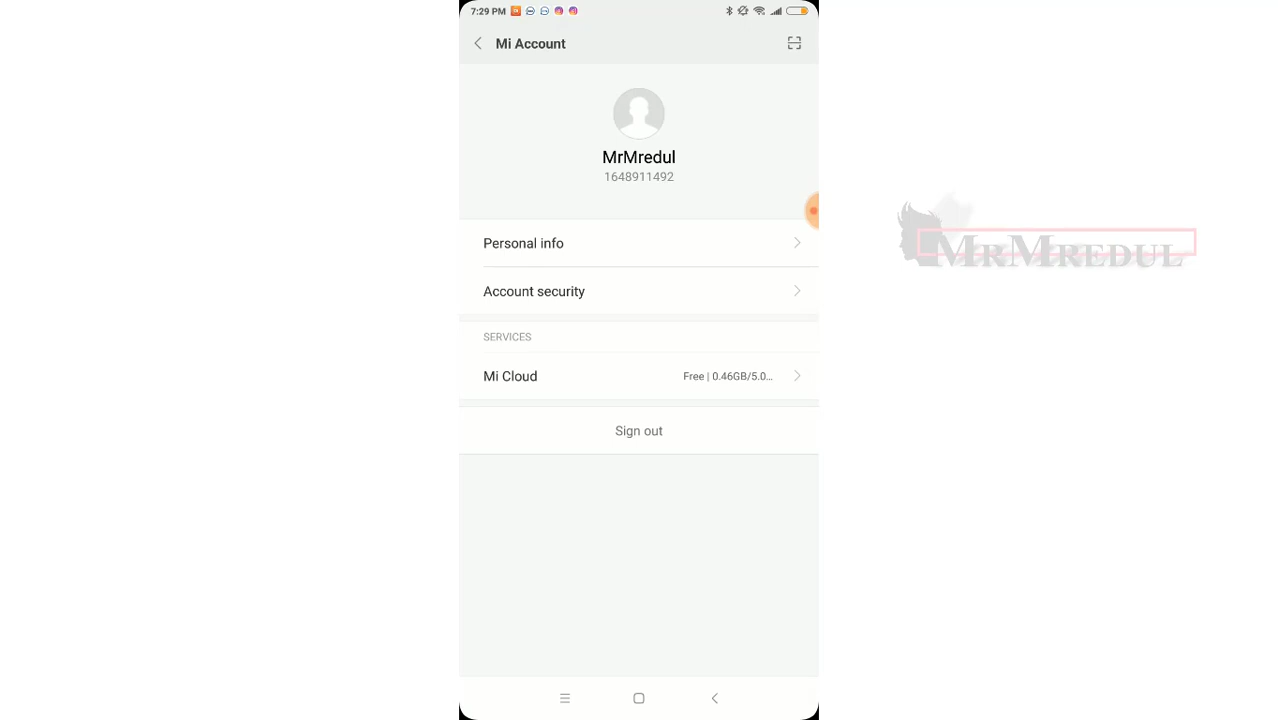 7:29 PM
Mi Account
MrMredul
1648911492
Personal info
Account security
SERVICES
Mi Cloud
Free | 0.46GB/5.0...
Sign out
MRMREDUL